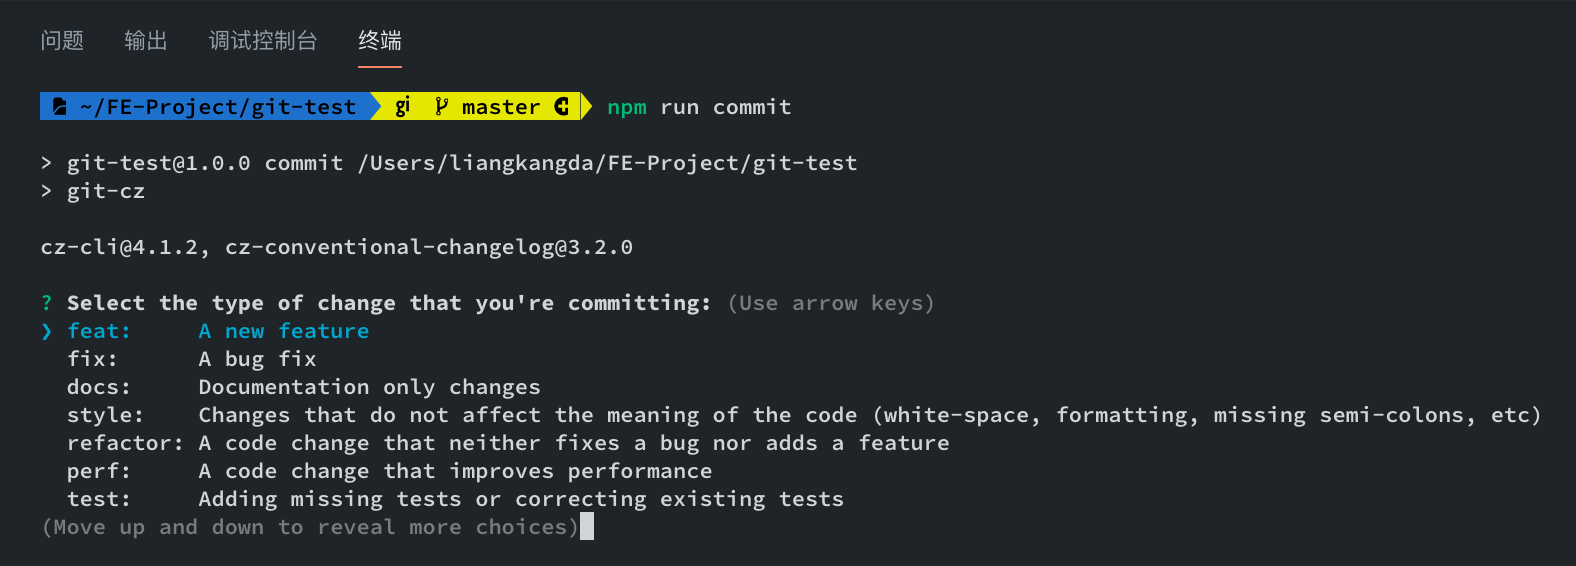 问题 输出 调试控制台 终端
~/FE-Project/git-test gi master npm run commit
> git-test@1.0.0 commit /Users/liangkangda/FE-Project/git-test
> git-cz
cz-cli@4.1.2, cz-conventional-changelog@3.2.0
? Select the type of change that you're committing: (Use arrow keys)
❯ feat:     A new feature
  fix:      A bug fix
  docs:     Documentation only changes
  style:    Changes that do not affect the meaning of the code (white-space, formatting, missing semi-colons, etc)
  refactor: A code change that neither fixes a bug nor adds a feature
  perf:     A code change that improves performance
  test:     Adding missing tests or correcting existing tests
(Move up and down to reveal more choices)